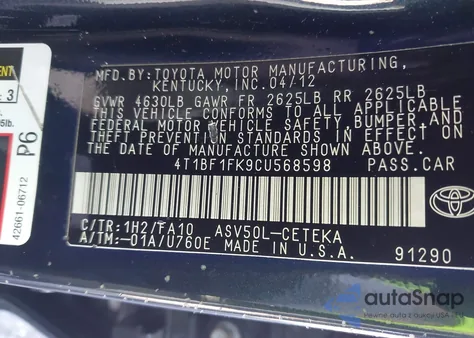 MFD.BY:TOYOTA MOTOR MANUFACTURING,
KENTUCKY,INC.04/12
GVWR 4630LB GAWR FR 2625LB RR 2625LB
THIS VEHICLE CONFORMS TO ALL APPLICABLE
FEDERAL MOTOR VEHICLE SAFETY, BUMPER, AND
THEFT PREVENTION STANDARDS IN EFFECT ON
THE DATE OF MANUFACTURE SHOWN ABOVE.
4T1BF1FK9CU568598 PASS.CAR
C/TR:1H2/FA10 ASV50L-CETEKA
A/TM:-01A/U760E MADE IN U.S.A.
91290
TOYOTA
3
P6
42661-06712
autoSnap